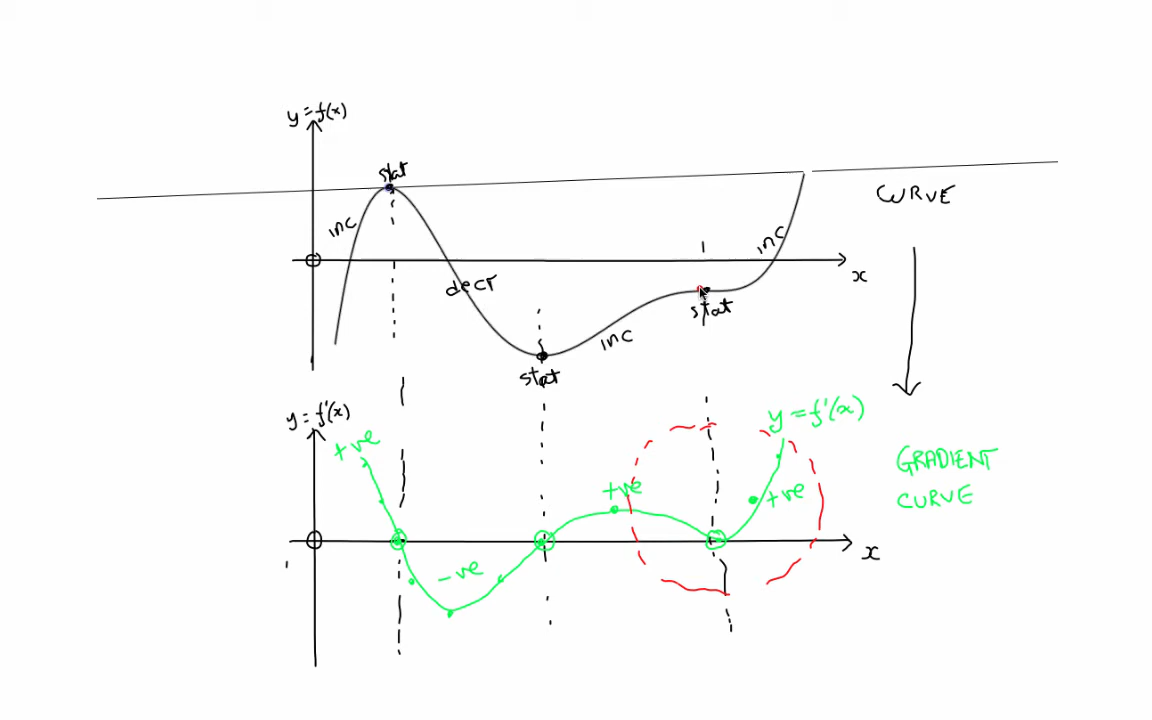 y = f(x)
stat
inc
CURVE
inc
x
decr
stat
inc
stat
y = f'(x)
y = f'(x)
+ve
GRADIENT
CURVE
+ve
+ve
-ve
x